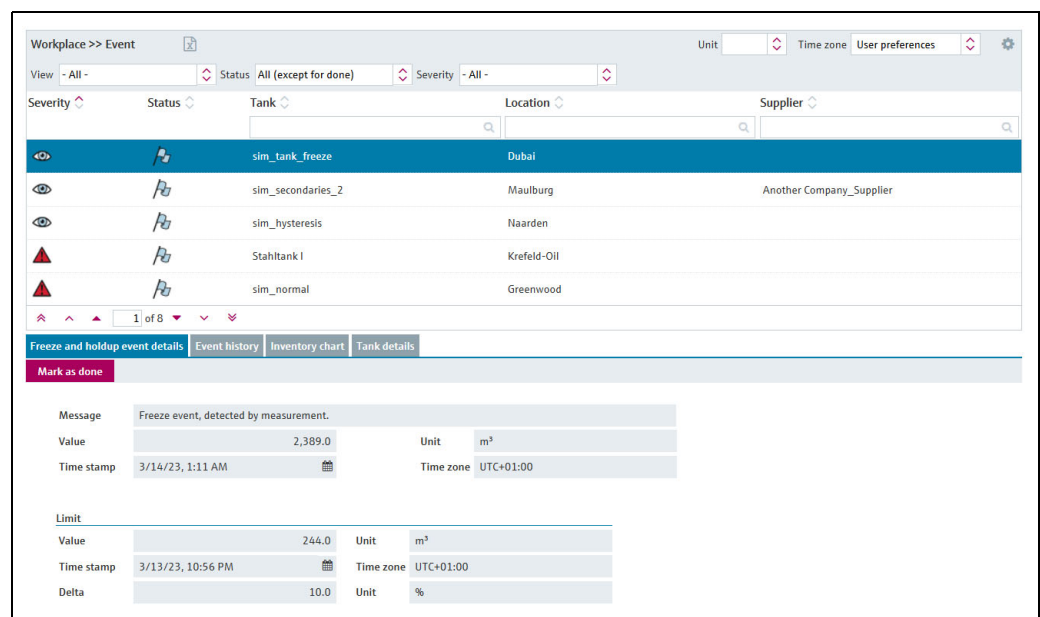 Workplace >> Event Unit Time zone User preferences
View - All - Status All (except for done) Severity - All -
Severity Status Tank Location Supplier
sim_tank_freeze Dubai
sim_secondaries_2 Maulburg Another Company_Supplier
sim_hysteresis Naarden
Stahltank I Krefeld-Oil
sim_normal Greenwood
1 of 8
Freeze and holdup event details Event history Inventory chart Tank details
Mark as done
Message Freeze event, detected by measurement.
Value 2,389.0 Unit m³
Time stamp 3/14/23, 1:11 AM Time zone UTC+01:00
Limit
Value 244.0 Unit m³
Time stamp 3/13/23, 10:56 PM Time zone UTC+01:00
Delta 10.0 Unit %